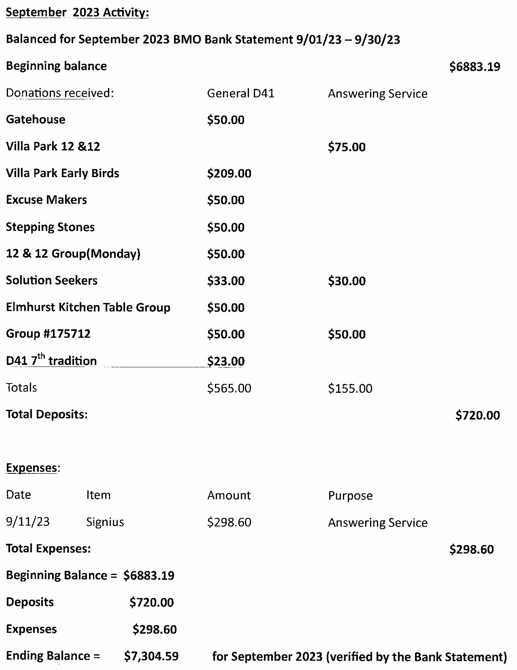 September 2023 Activity:
Balanced for September 2023 BMO Bank Statement 9/01/23 – 9/30/23
Beginning balance $6883.19
Donations received: General D41 Answering Service
Gatehouse $50.00
Villa Park 12 &12 $75.00
Villa Park Early Birds $209.00
Excuse Makers $50.00
Stepping Stones $50.00
12 & 12 Group(Monday) $50.00
Solution Seekers $33.00 $30.00
Elmhurst Kitchen Table Group $50.00
Group #175712 $50.00 $50.00
D41 7th tradition $23.00
Totals $565.00 $155.00
Total Deposits: $720.00
Expenses:
Date Item Amount Purpose
9/11/23 Signius $298.60 Answering Service
Total Expenses: $298.60
Beginning Balance = $6883.19
Deposits $720.00
Expenses $298.60
Ending Balance = $7,304.59 for September 2023 (verified by the Bank Statement)